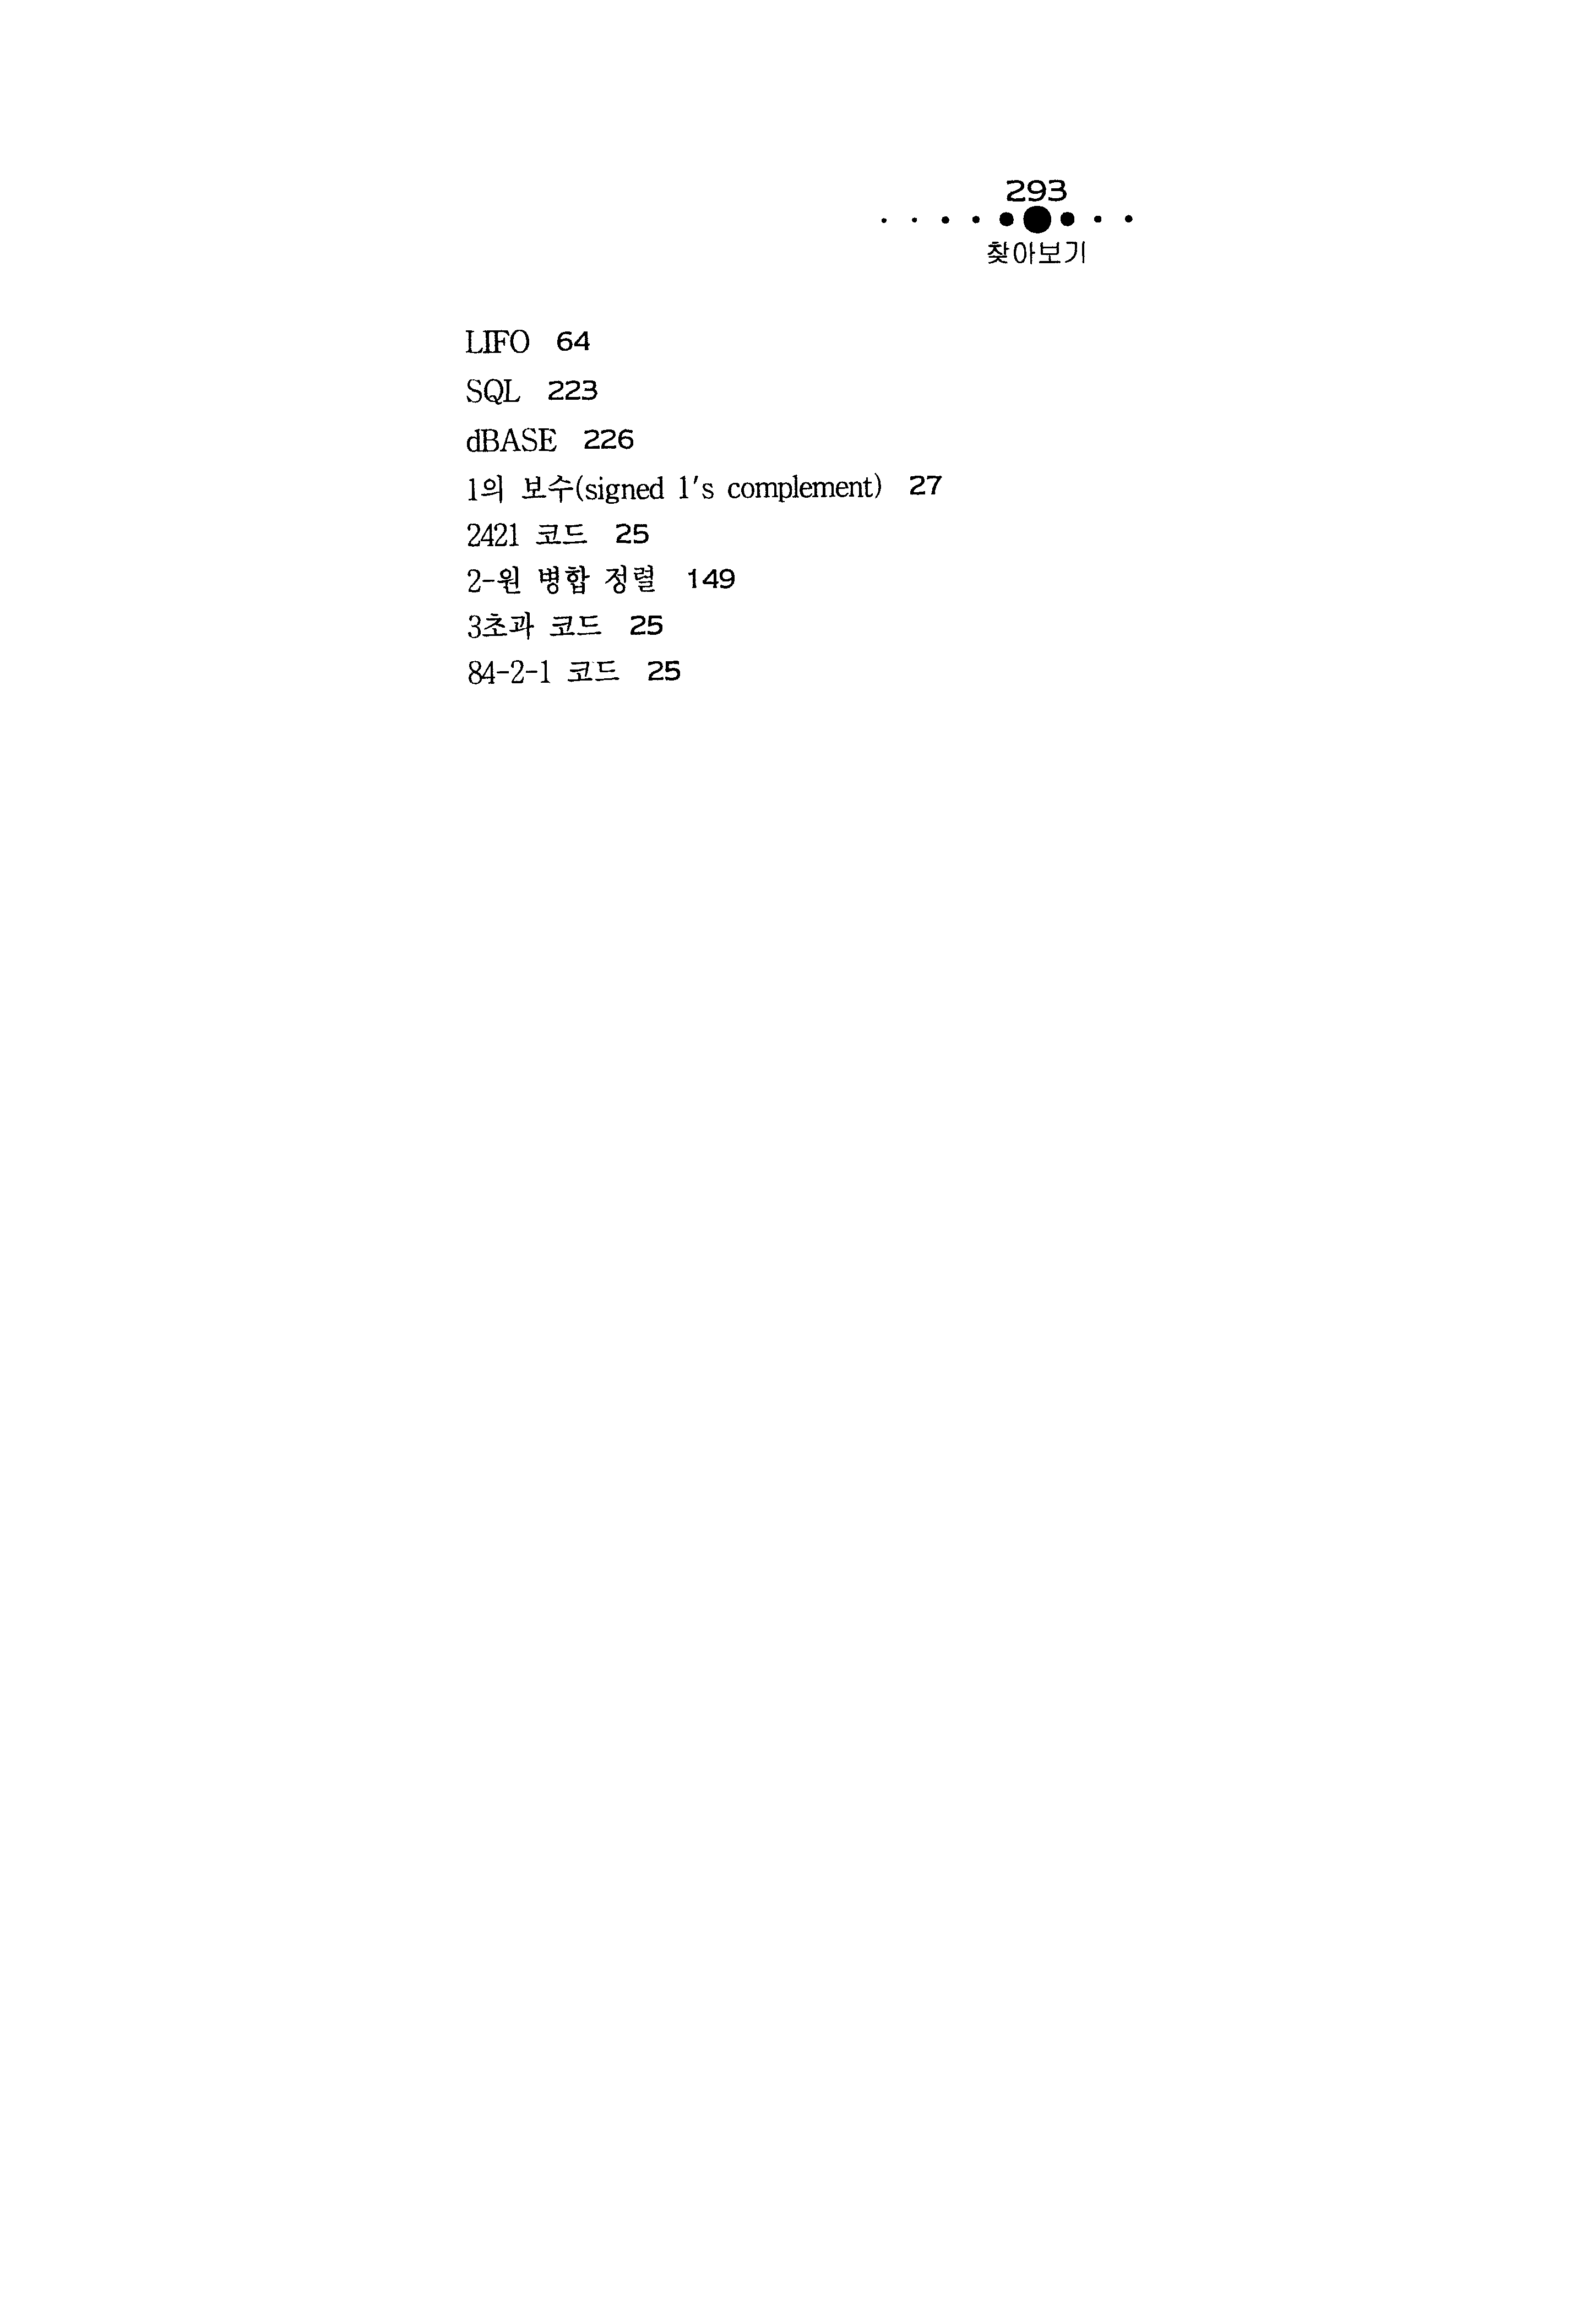 293
찾아보기
LIFO 64
SQL 223
dBASE 226
1의 보수(signed 1's complement) 27
2421 코드 25
2-원 병합 정렬 149
3초과 코드 25
84-2-1 코드 25